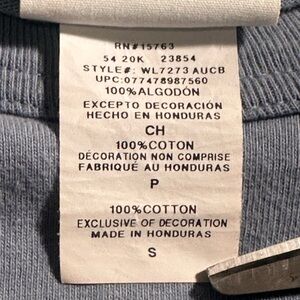 RN#15763
54 20K 23854
STYLE#: WL7273 AUCB
UPC:077478987560
100%ALGODÓN
EXCEPTO DECORACIÓN
HECHO EN HONDURAS
CH
100%COTON
DÉCORATION NON COMPRISE
FABRIQUÉ AU HONDURAS
P
100%COTTON
EXCLUSIVE OF DECORATION
MADE IN HONDURAS
S